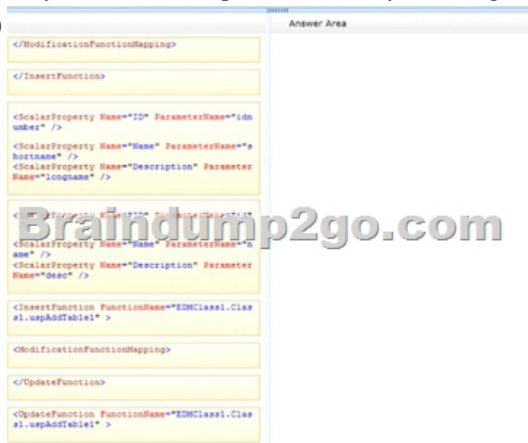 Answer Area
</ModificationFunctionMapping>
</InsertFunction>
<ScalarProperty Name="ID" ParameterName="idn
umber" />
<ScalarProperty Name="Name" ParameterName="s
hortname" />
<ScalarProperty Name="Description" Parameter
Name="longname" />
Braindump2go.com
<ScalarProperty Name="Name" ParameterName="n
ame" />
<ScalarProperty Name="Description" Parameter
Name="desc" />
<InsertFunction FunctionName="EDMClass1.Clas
s1.uspAddTable1" >
<ModificationFunctionMapping>
</UpdateFunction>
<UpdateFunction FunctionName="EDMClass1.Clas
s1.uspAddTable1" >